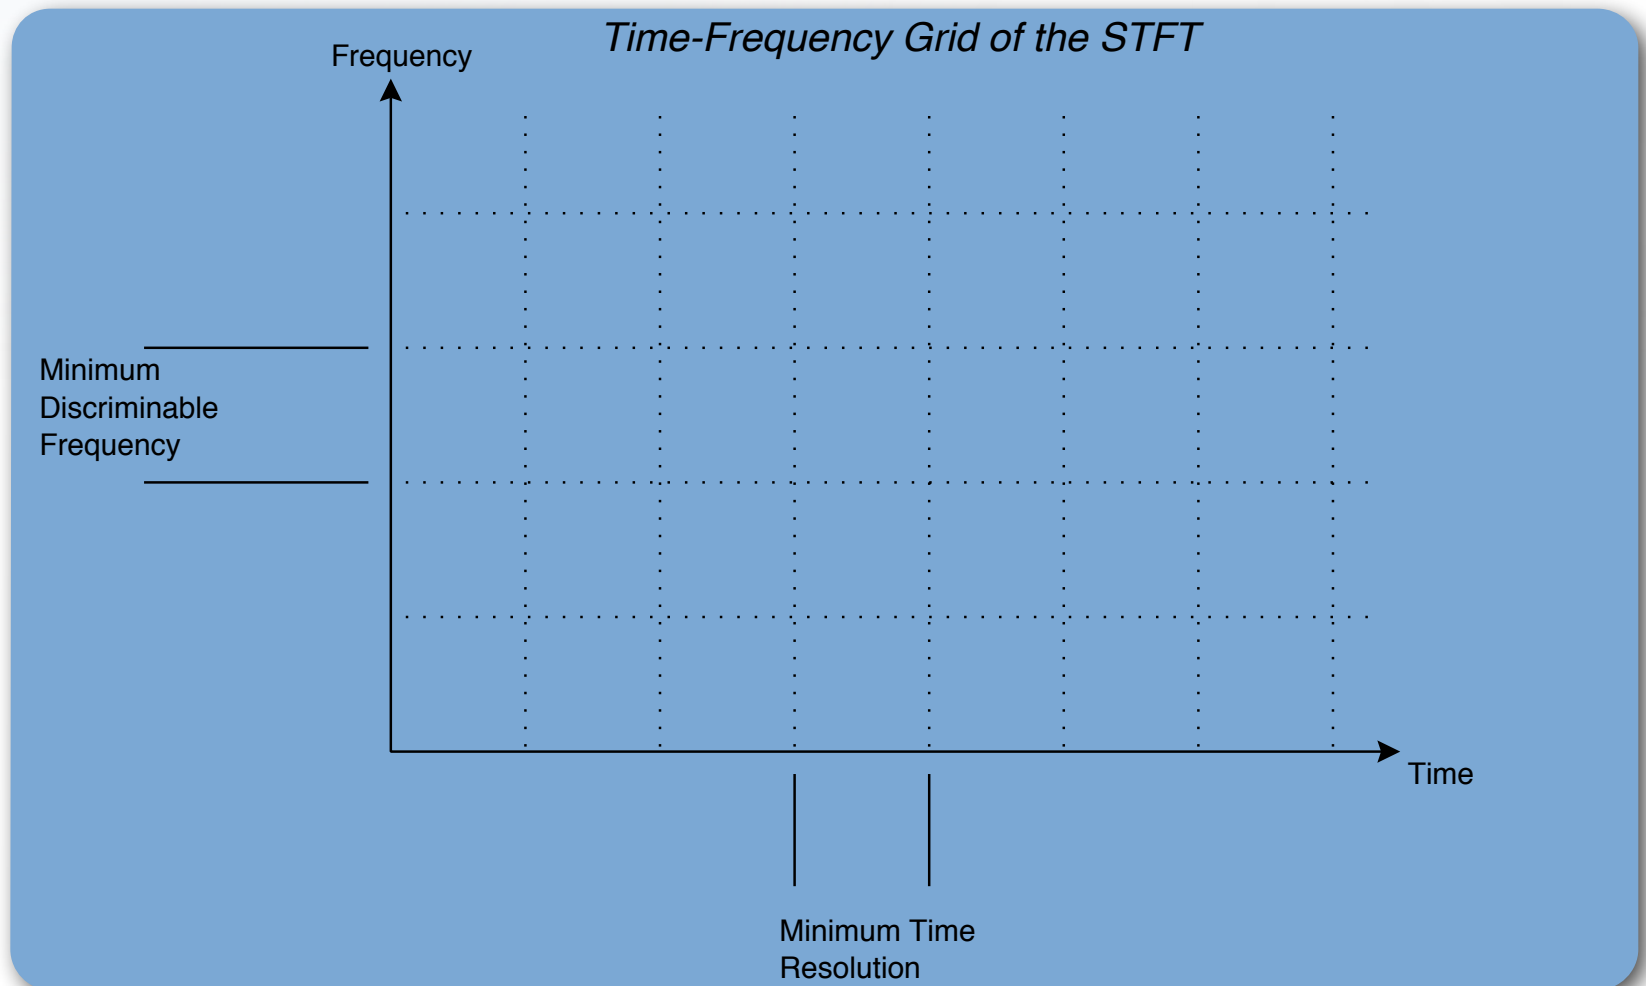 Time-Frequency Grid of the STFT
Frequency
Minimum
Discriminable
Frequency
Time
Minimum Time
Resolution